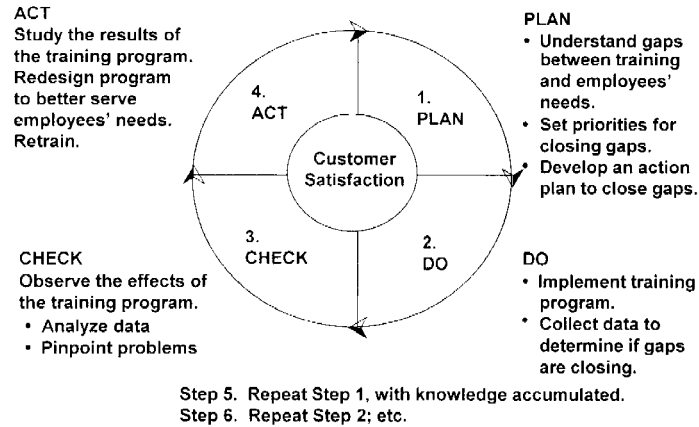 ACT
Study the results of
the training program.
Redesign program
to better serve
employees' needs.
Retrain.
PLAN
• Understand gaps
between training
and employees'
needs.
• Set priorities for
closing gaps.
• Develop an action
plan to close gaps.
4.
ACT
1.
PLAN
Customer
Satisfaction
3.
CHECK
2.
DO
CHECK
Observe the effects of
the training program.
• Analyze data
• Pinpoint problems
DO
• Implement training
program.
• Collect data to
determine if gaps
are closing.
Step 5. Repeat Step 1, with knowledge accumulated.
Step 6. Repeat Step 2; etc.